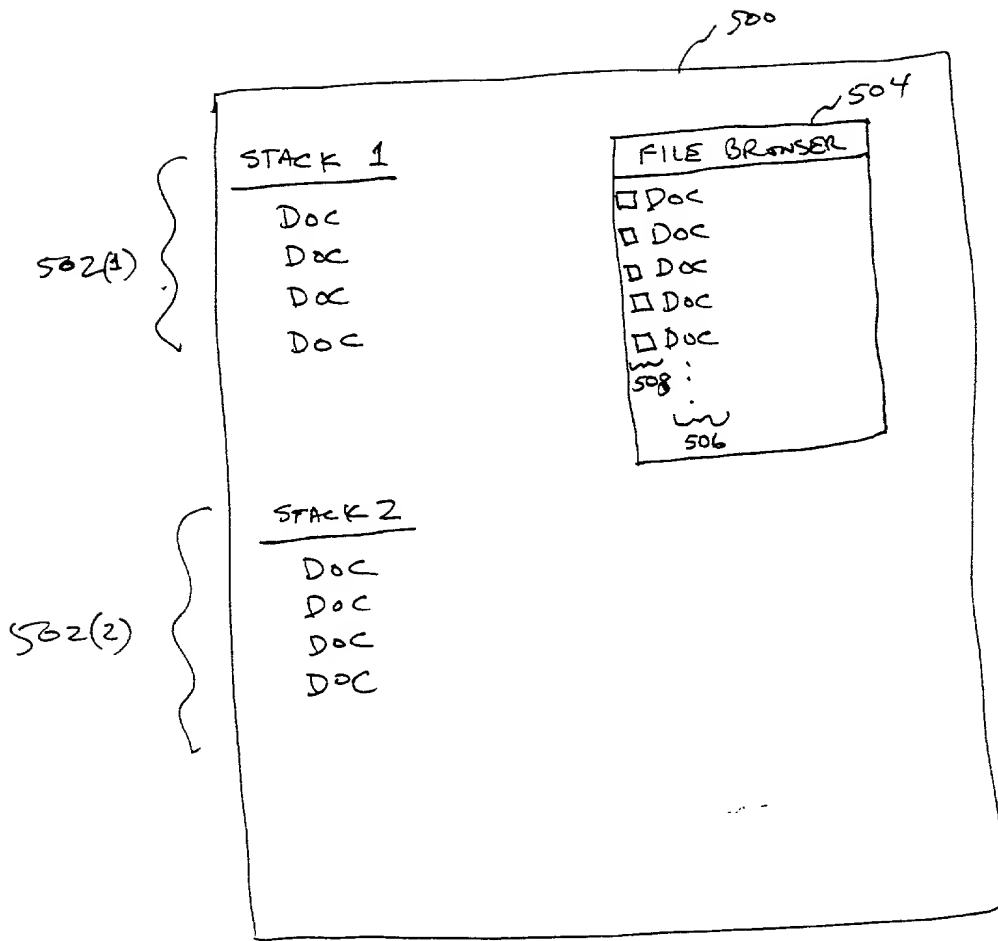 500
504
STACK 1
DOC
DOC
DOC
DOC
502(1)
FILE BROWSER
DOC
DOC
DOC
DOC
DOC
508
506
STACK 2
DOC
DOC
DOC
DOC
502(2)